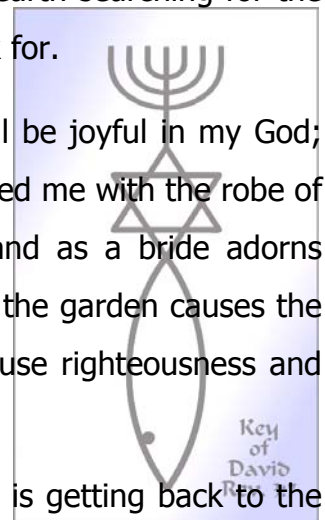 earth searching for the
for.
l be joyful in my God;
ed me with the robe of
and as a bride adorns
the garden causes the
use righteousness and
is getting back to the
Key
of
David